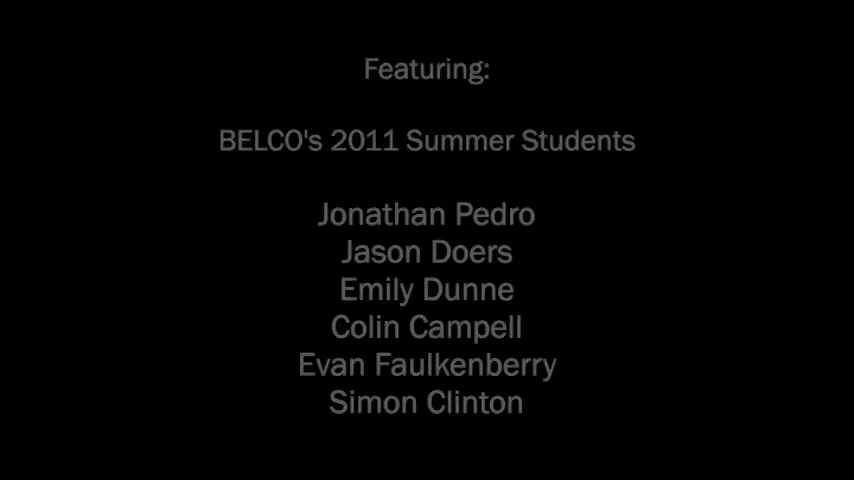 Featuring:
BELCO's 2011 Summer Students
Jonathan Pedro
Jason Doers
Emily Dunne
Colin Campell
Evan Faulkenberry
Simon Clinton